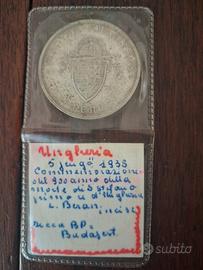 Ungheria
5 pengő 1938
Commemorazione
del 900 anno della
morte di S. Stefano
primo re d'Ungheria
L. Beran. incise
zecca BP.
Budapest.
subito